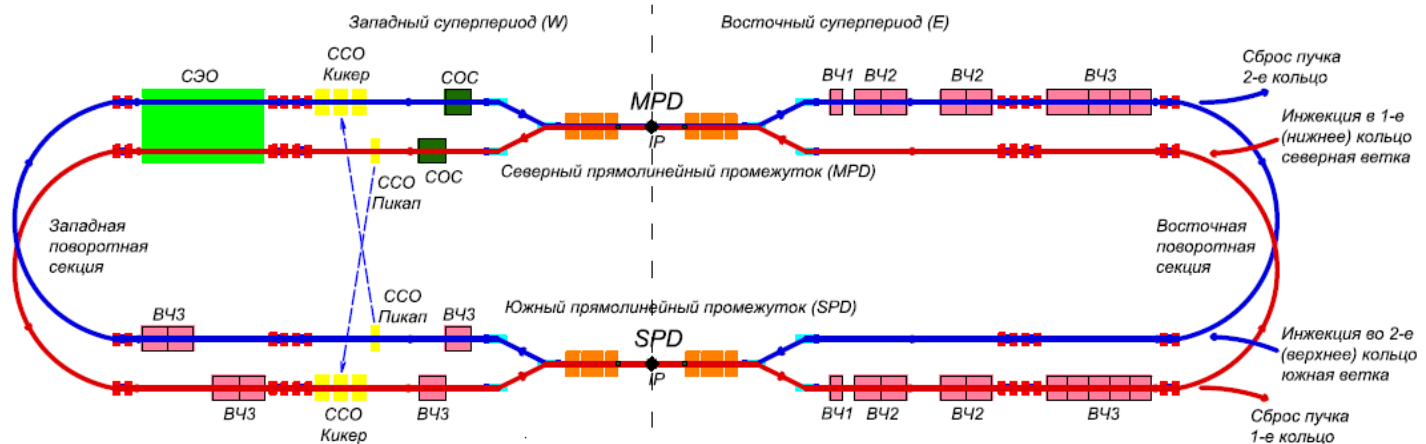 Западный суперпериод (W)
Восточный суперпериод (E)
СЭО
ССО
Кикер
СОС
MPD
IP
ВЧ1
ВЧ2
ВЧ2
ВЧ3
Сброс пучка
2-е кольцо
Инжекция в 1-е
(нижнее) кольцо
северная ветка
СОС
ССО
Пикап
Северный прямолинейный промежуток (MPD)
Западная
поворотная
секция
Восточная
поворотная
секция
ССО
Пикап
Южный прямолинейный промежуток (SPD)
ВЧ3
ВЧ3
SPD
IP
Инжекция во 2-е
(верхнее) кольцо
южная ветка
ВЧ3
ССО
Кикер
ВЧ3
ВЧ1
ВЧ2
ВЧ2
ВЧ3
Сброс пучка
1-е кольцо